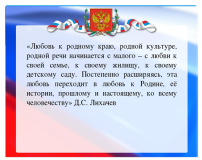 «Любовь к родному краю, родной культуре,
родной речи начинается с малого – с любви к
своей семье, к своему жилищу, к своему
детскому саду. Постепенно расширяясь, эта
любовь переходит в любовь к Родине, её
истории, прошлому и настоящему, ко всему
человечеству» Д.С. Лихачев